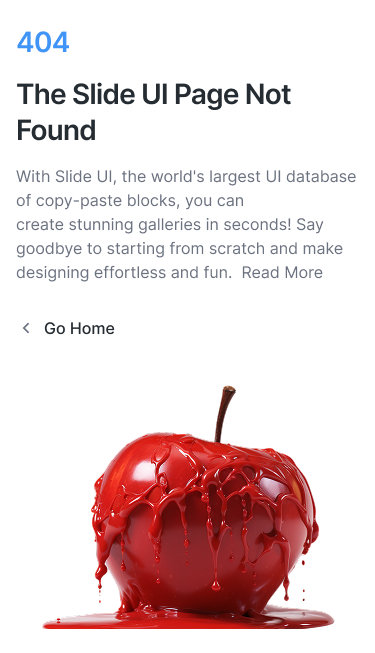 404
The Slide UI Page Not
Found
With Slide UI, the world's largest UI database
of copy-paste blocks, you can
create stunning galleries in seconds! Say
goodbye to starting from scratch and make
designing effortless and fun.  Read More
Go Home